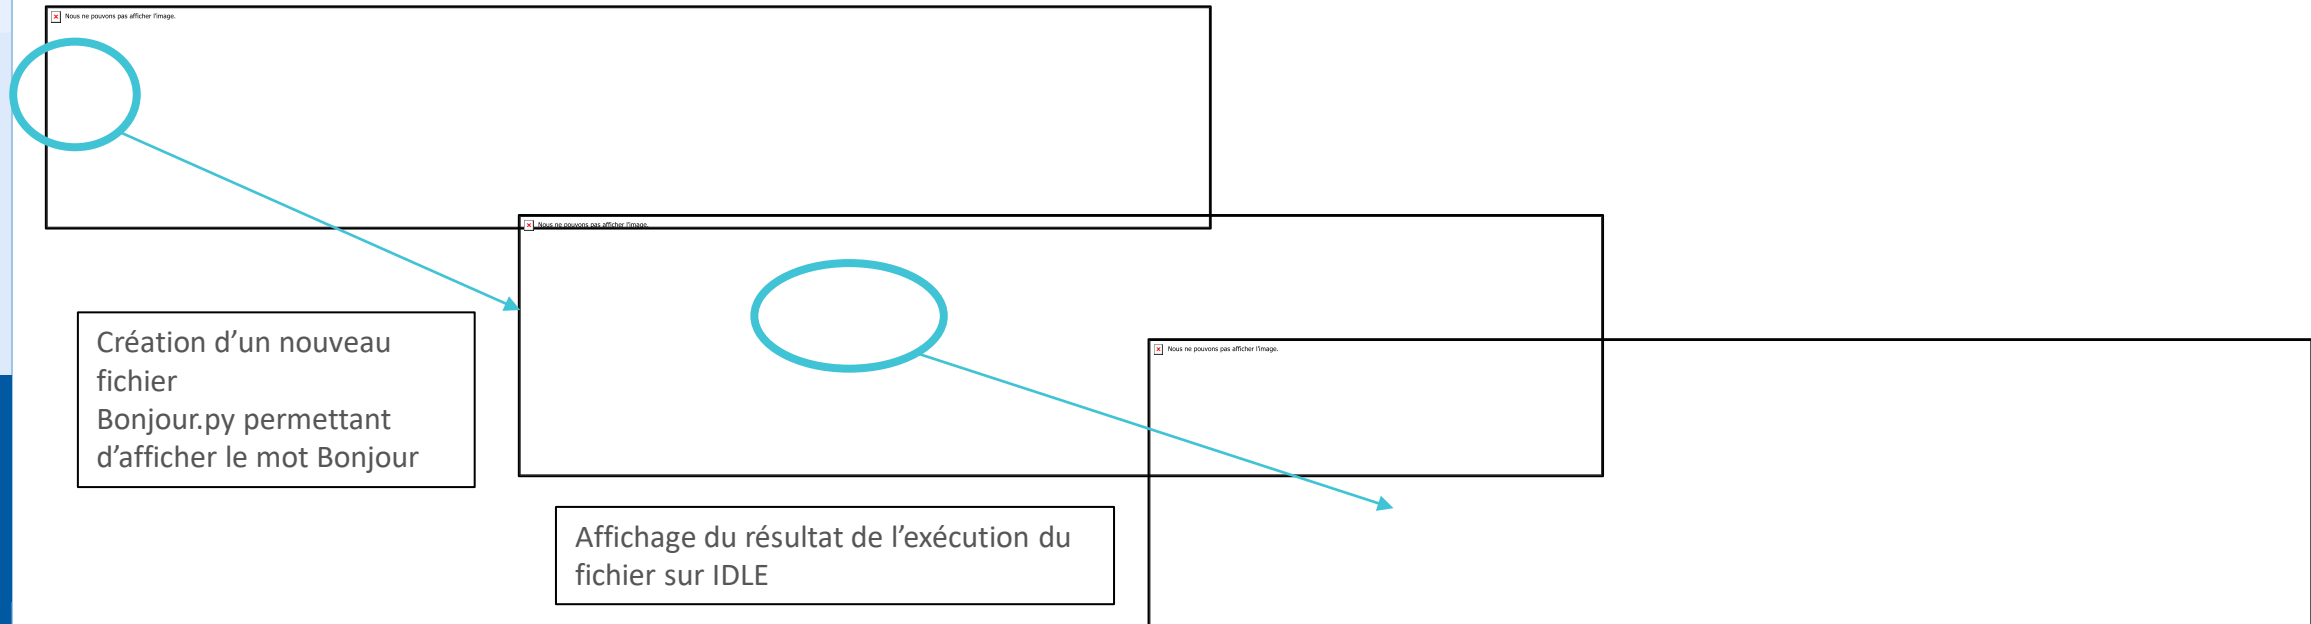 Nous ne pouvons pas afficher l'image.
Nous ne pouvons pas afficher l'image.
Nous ne pouvons pas afficher l'image.
Création d’un nouveau
fichier
Bonjour.py permettant
d’afficher le mot Bonjour
Affichage du résultat de l’exécution du
fichier sur IDLE